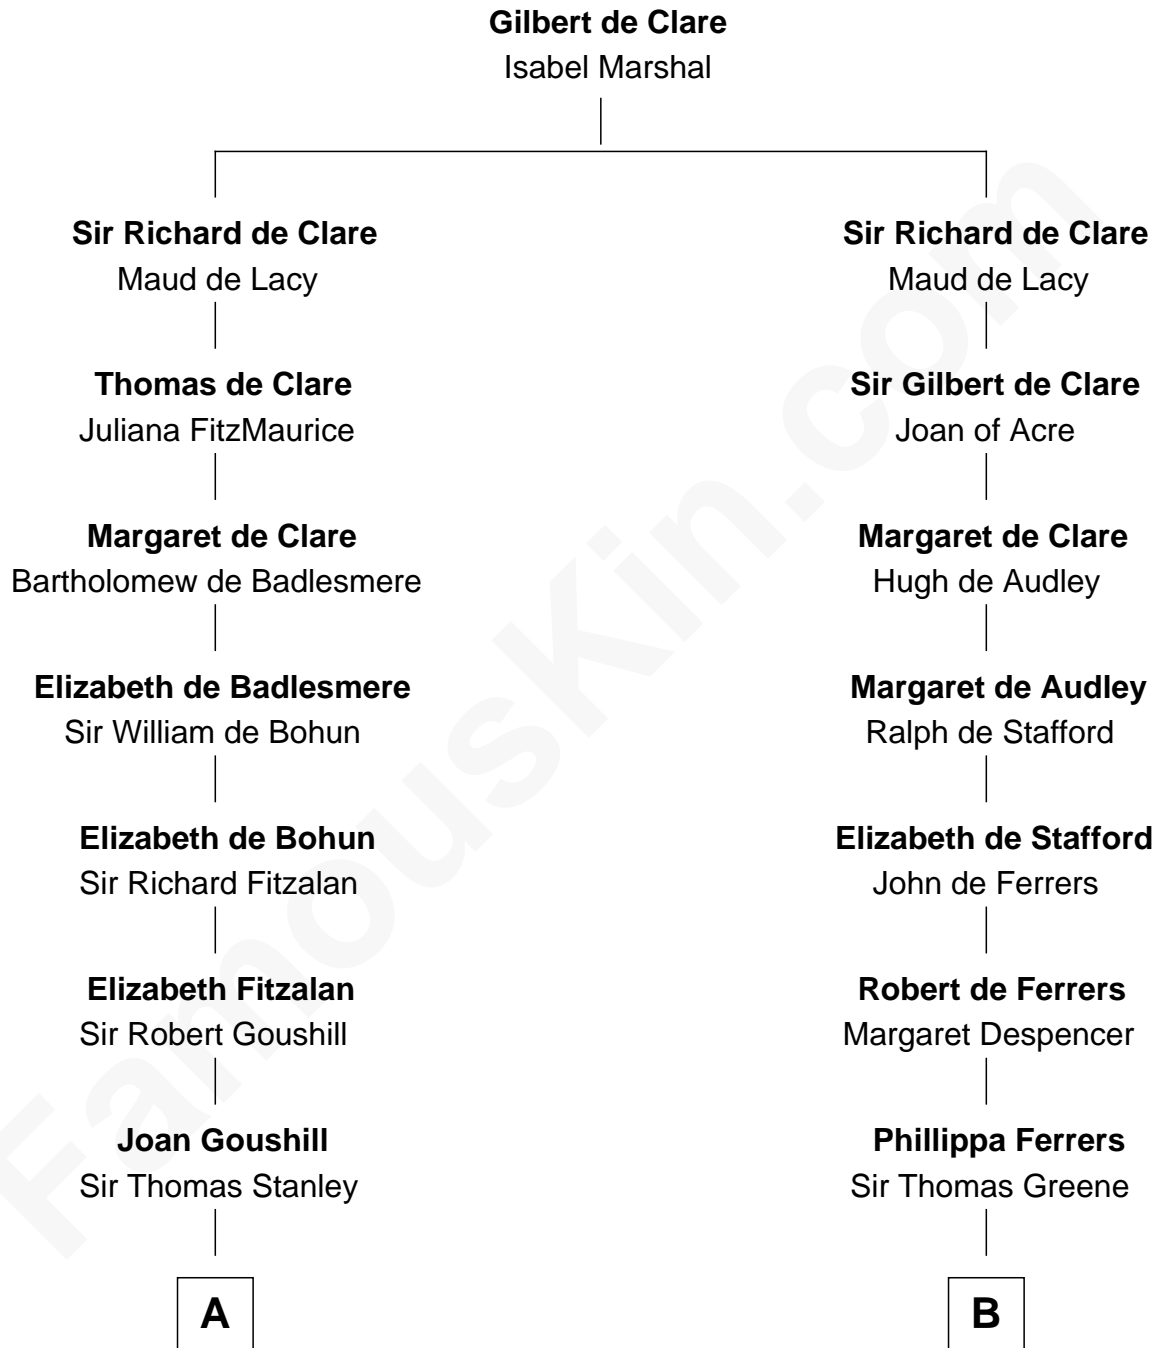 Gilbert de Clare
Isabel Marshal
Sir Richard de Clare
Maud de Lacy
Thomas de Clare
Juliana FitzMaurice
Margaret de Clare
Bartholomew de Badlesmere
Elizabeth de Badlesmere
Sir William de Bohun
Elizabeth de Bohun
Sir Richard Fitzalan
Elizabeth Fitzalan
Sir Robert Goushill
Joan Goushill
Sir Thomas Stanley
A
Sir Richard de Clare
Maud de Lacy
Sir Gilbert de Clare
Joan of Acre
Margaret de Clare
Hugh de Audley
Margaret de Audley
Ralph de Stafford
Elizabeth de Stafford
John de Ferrers
Robert de Ferrers
Margaret Despencer
Phillippa Ferrers
Sir Thomas Greene
B
FamousKin.com